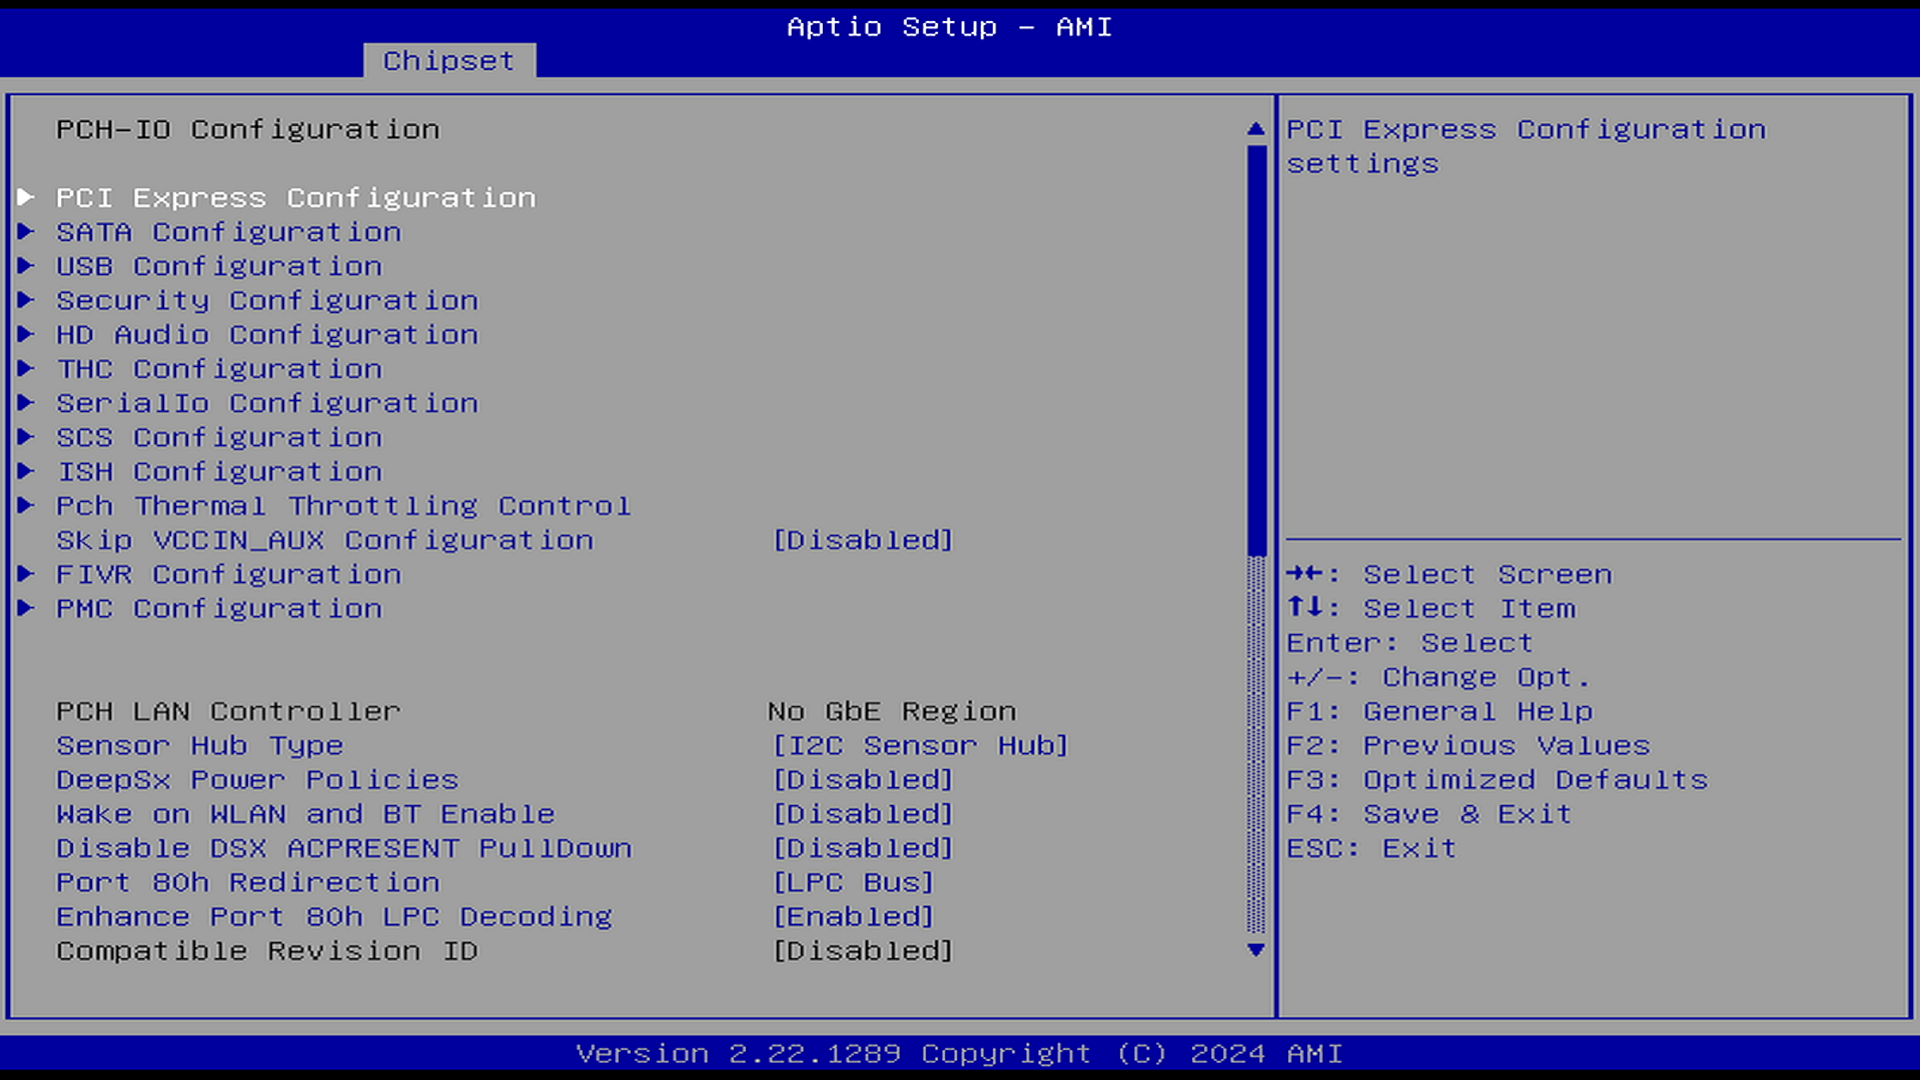 Aptio Setup - AMI
Chipset
PCH-IO Configuration
PCI Express Configuration
SATA Configuration
USB Configuration
Security Configuration
HD Audio Configuration
THC Configuration
SerialIo Configuration
SCS Configuration
ISH Configuration
Pch Thermal Throttling Control
Skip VCCIN_AUX Configuration [Disabled]
FIVR Configuration
PMC Configuration
PCH LAN Controller No GbE Region
Sensor Hub Type [I2C Sensor Hub]
DeepSx Power Policies [Disabled]
Wake on WLAN and BT Enable [Disabled]
Disable DSX ACPRESENT PullDown [Disabled]
Port 80h Redirection [LPC Bus]
Enhance Port 80h LPC Decoding [Enabled]
Compatible Revision ID [Disabled]
PCI Express Configuration
settings
→←: Select Screen
↑↓: Select Item
Enter: Select
+/-: Change Opt.
F1: General Help
F2: Previous Values
F3: Optimized Defaults
F4: Save & Exit
ESC: Exit
Version 2.22.1289 Copyright (C) 2024 AMI